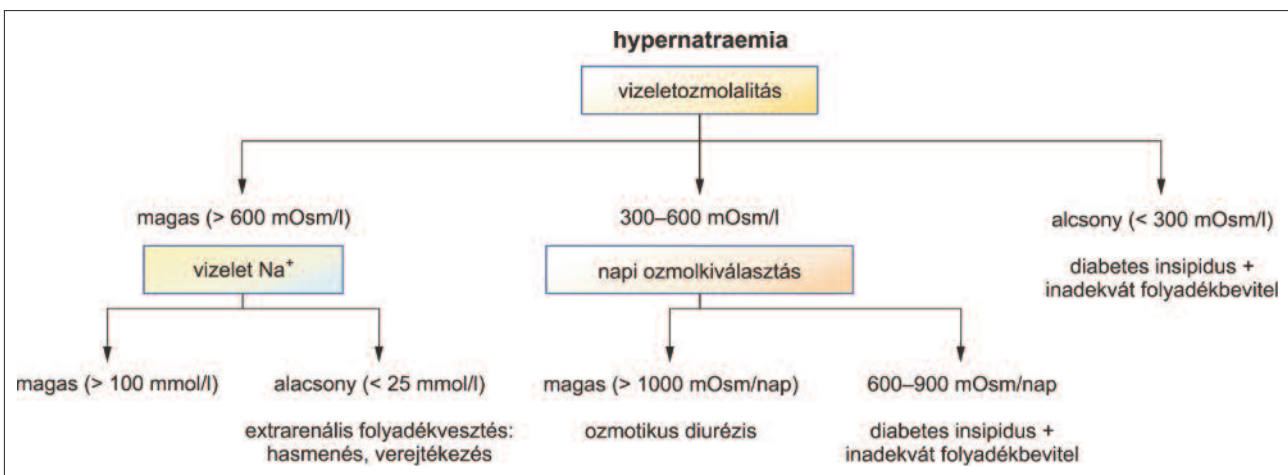 hypernatraemia
vizeletozmolalitás
magas (> 600 mOsm/l)
300–600 mOsm/l
alcsony (< 300 mOsm/l)
vizelet Na⁺
napi ozmolkiválasztás
diabetes insipidus +
inadekvát folyadékbevitel
magas (> 100 mmol/l)
alacsony (< 25 mmol/l)
magas (> 1000 mOsm/nap)
600–900 mOsm/nap
extrarenális folyadékvesztés:
hasmenés, verejtékezés
ozmotikus diurézis
diabetes insipidus +
inadekvát folyadékbevitel